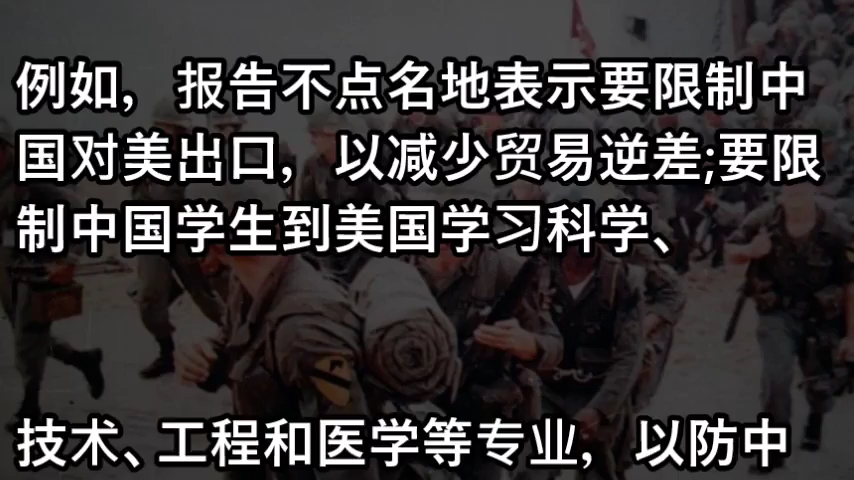 例如，报告不点名地表示要限制中
国对美出口，以减少贸易逆差;要限
制中国学生到美国学习科学、
技术、工程和医学等专业，以防中